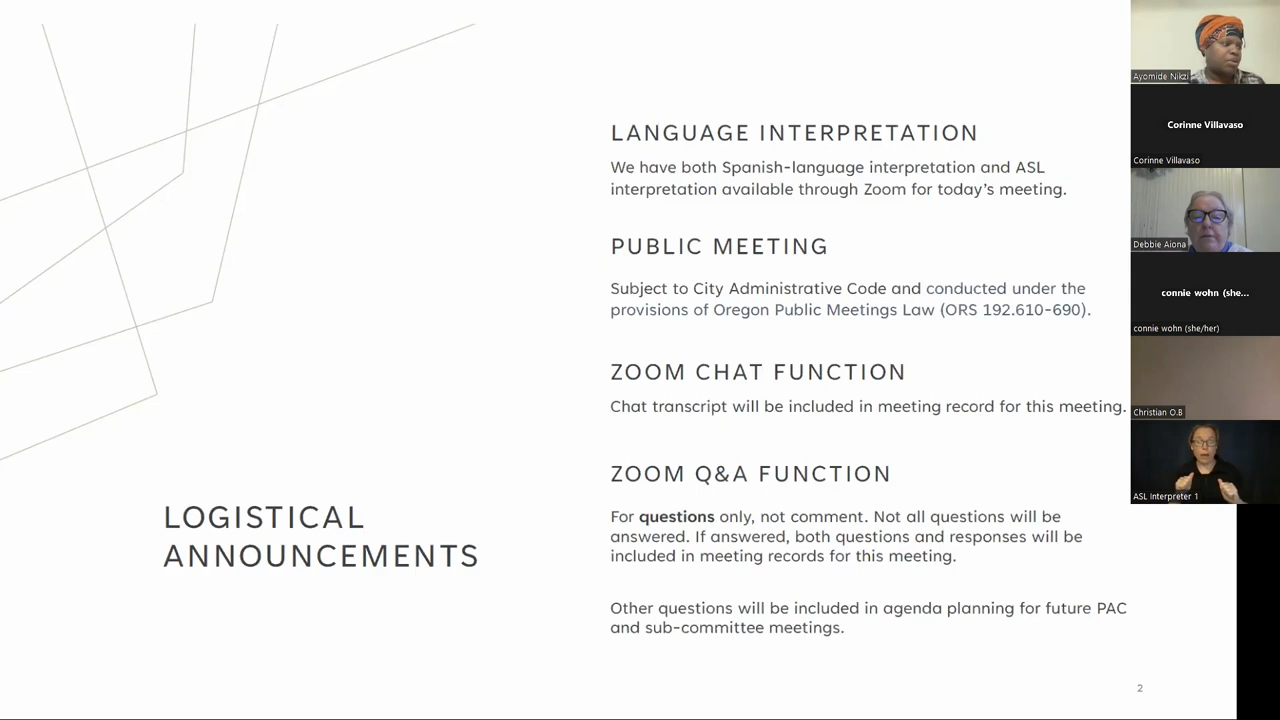 LANGUAGE INTERPRETATION
We have both Spanish-language interpretation and ASL
interpretation available through Zoom for today's meeting.
PUBLIC MEETING
Subject to City Administrative Code and conducted under the
provisions of Oregon Public Meetings Law (ORS 192.610-690).
ZOOM CHAT FUNCTION
Chat transcript will be included in meeting record for this meeting.
ZOOM Q&A FUNCTION
For questions only, not comment. Not all questions will be
answered. If answered, both questions and responses will be
included in meeting records for this meeting.
Other questions will be included in agenda planning for future PAC
and sub-committee meetings.
LOGISTICAL
ANNOUNCEMENTS
2
Ayomide Nikzi
Corinne Villavaso
Corinne Villavaso
Debbie Aiona
connie wohn (she...
connie wohn (she/her)
Christian O.B
ASL Interpreter 1